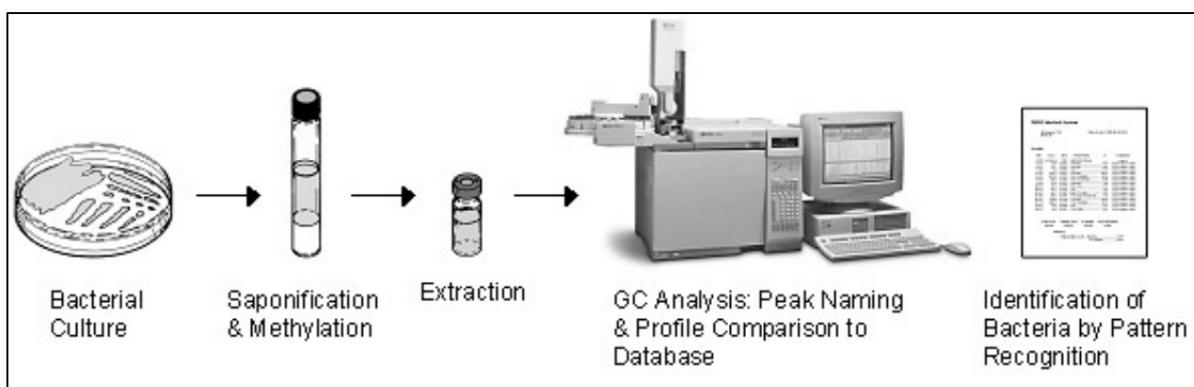 Bacterial
Culture
Saponification
& Methylation
Extraction
GC Analysis: Peak Naming
& Profile Comparison to
Database
Identification of
Bacteria by Pattern
Recognition